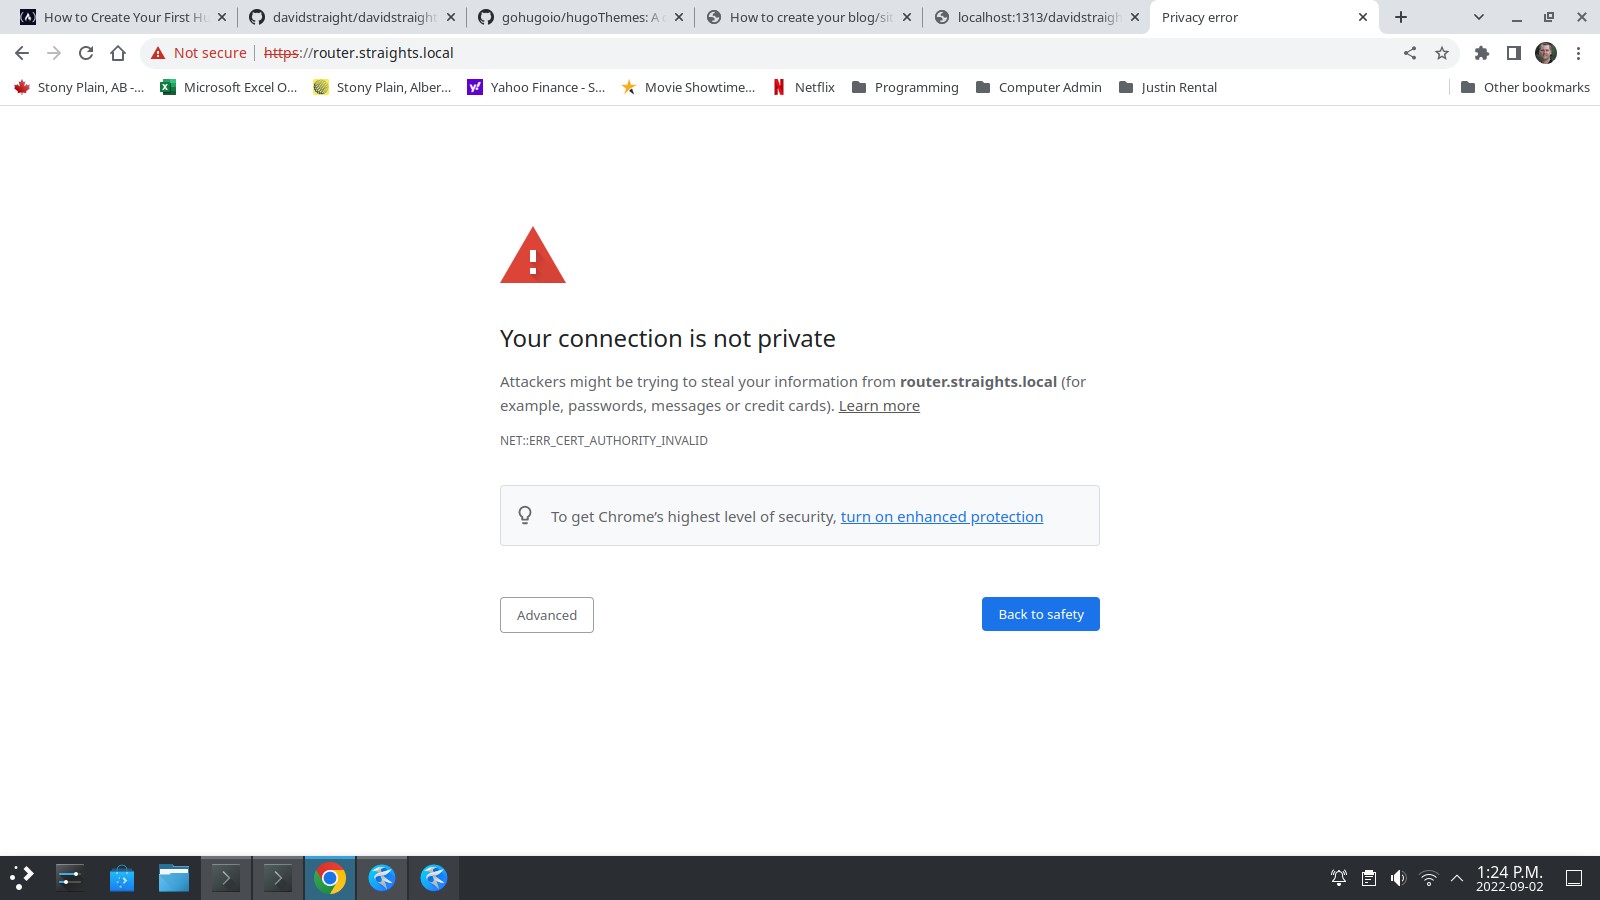 How to Create Your First Hu
davidstraight/davidstraight
gohugoio/hugoThemes: A c
How to create your blog/sit
localhost:1313/davidstraigh
Privacy error
Not secure
https://router.straights.local
Stony Plain, AB -...
Microsoft Excel O...
Stony Plain, Alber...
Yahoo Finance - S...
Movie Showtime...
Netflix
Programming
Computer Admin
Justin Rental
Other bookmarks
Your connection is not private
Attackers might be trying to steal your information from router.straights.local (for
example, passwords, messages or credit cards). Learn more
NET::ERR_CERT_AUTHORITY_INVALID
To get Chrome’s highest level of security, turn on enhanced protection
Advanced
Back to safety
1:24 P.M.
2022-09-02